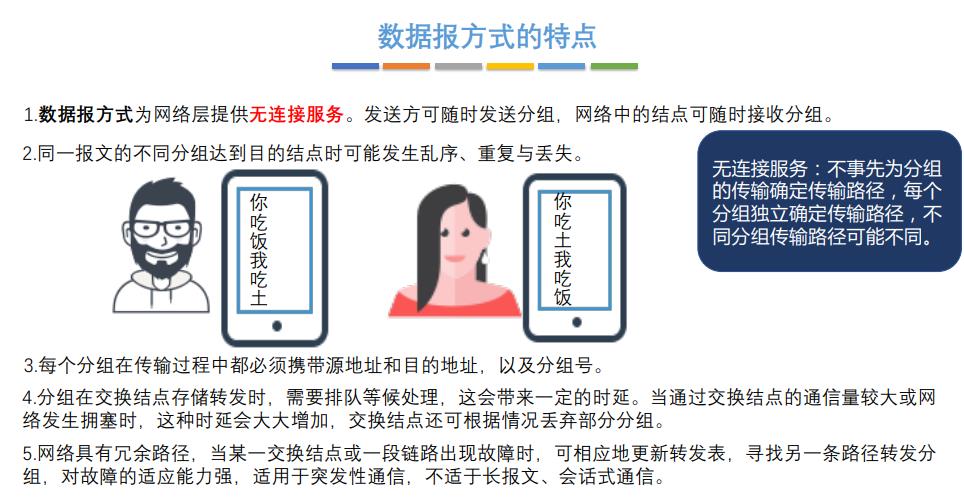 数据报方式的特点
1.数据报方式为网络层提供无连接服务。发送方可随时发送分组，网络中的结点可随时接收分组。
2.同一报文的不同分组达到目的结点时可能发生乱序、重复与丢失。
无连接服务：不事先为分组
的传输确定传输路径，每个
分组独立确定传输路径，不
同分组传输路径可能不同。
你吃饭我吃土
你吃土我吃饭
3.每个分组在传输过程中都必须携带源地址和目的地址，以及分组号。
4.分组在交换结点存储转发时，需要排队等候处理，这会带来一定的时延。当通过交换结点的通信量较大或网
络发生拥塞时，这种时延会大大增加，交换结点还可根据情况丢弃部分分组。
5.网络具有冗余路径，当某一交换结点或一段链路出现故障时，可相应地更新转发表，寻找另一条路径转发分
组，对故障的适应能力强，适用于突发性通信，不适于长报文、会话式通信。